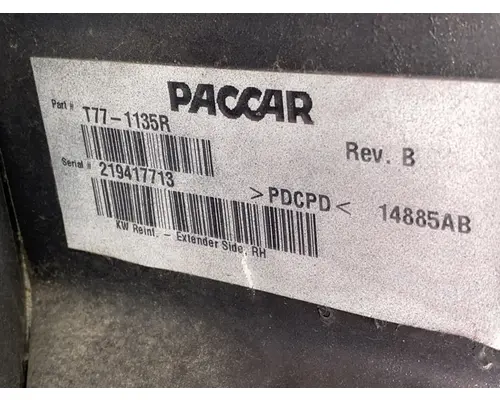 PACCAR
Part # T77-1135R
Rev. B
Serial # 219417713
>PDCPD< 14885AB
KW Reinf. - Extender Side, RH